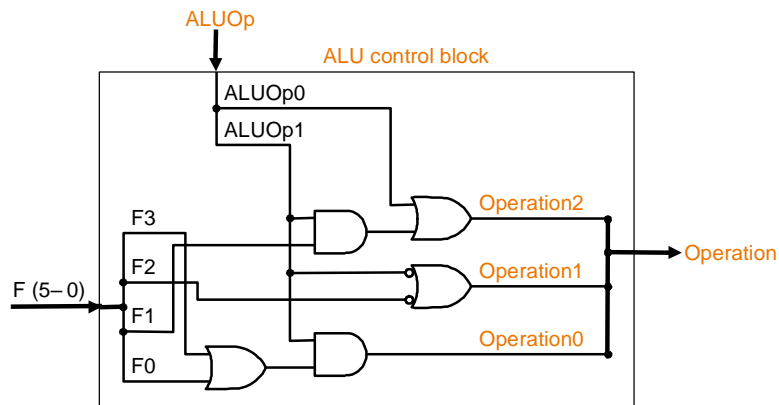 ALUOp
ALU control block
ALUOp0
ALUOp1
Operation2
F3
Operation
F2
Operation1
F (5–0)
F1
Operation0
F0